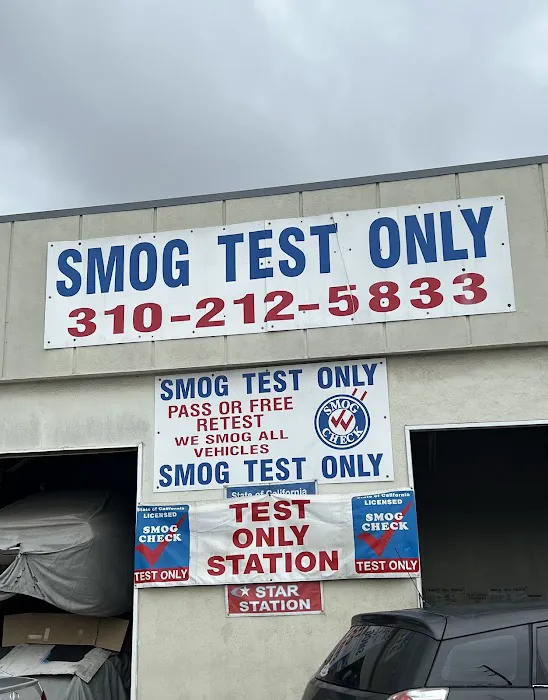 SMOG TEST ONLY
310-212-5833
SMOG TEST ONLY
PASS OR FREE
RETEST
WE SMOG ALL
VEHICLES
SMOG
CHECK
SMOG TEST ONLY
State of California
State of California
LICENSED
SMOG
CHECK
TEST ONLY
TEST
ONLY
STATION
State of California
LICENSED
SMOG
CHECK
TEST ONLY
STAR
STATION